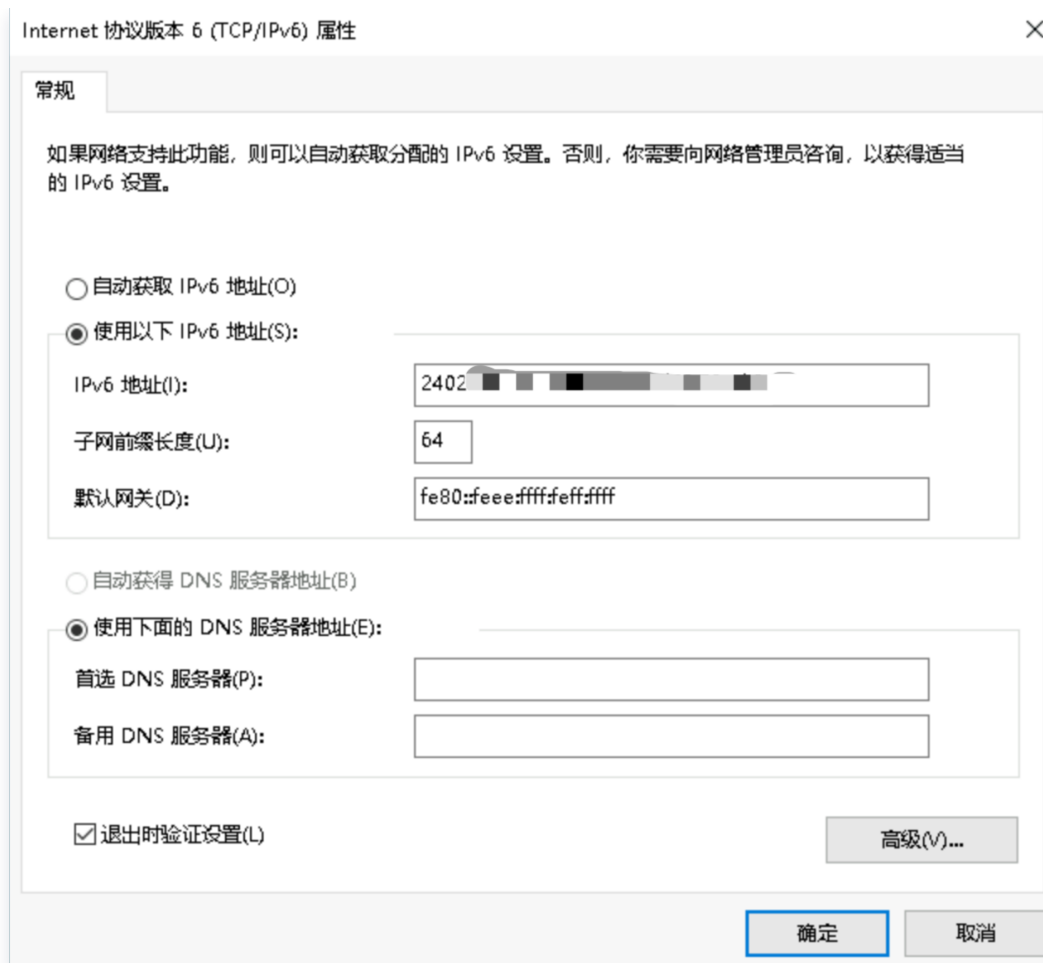 Internet 协议版本 6 (TCP/IPv6) 属性
常规
如果网络支持此功能，则可以自动获取分配的 IPv6 设置。否则，你需要向网络管理员咨询，以获得适当
的 IPv6 设置。
自动获取 IPv6 地址(O)
使用以下 IPv6 地址(S):
IPv6 地址(I):
2402
子网前缀长度(U):
64
默认网关(D):
fe80::feee:ffff:feff:ffff
自动获得 DNS 服务器地址(B)
使用下面的 DNS 服务器地址(E):
首选 DNS 服务器(P):
备用 DNS 服务器(A):
退出时验证设置(L)
高级(V)...
确定
取消